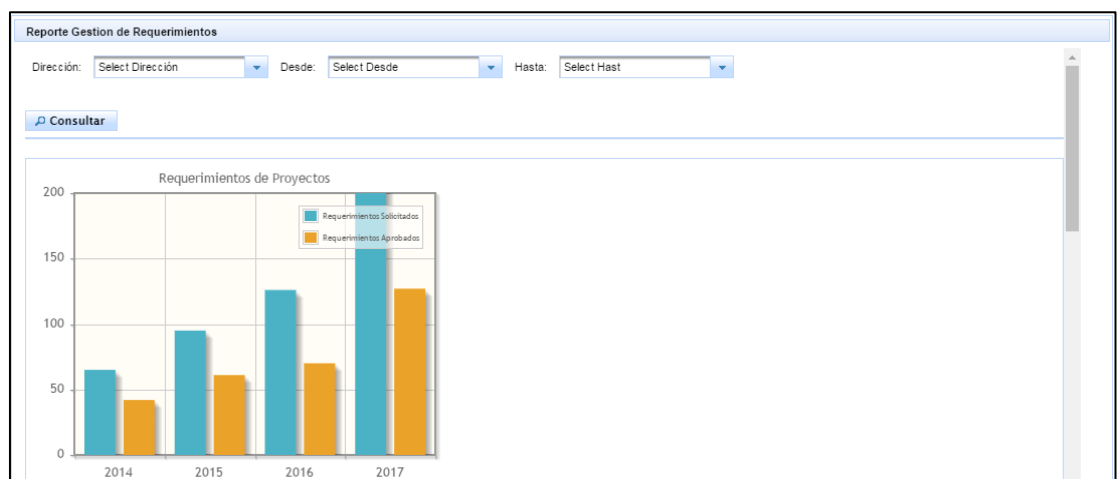 Reporte Gestion de Requerimientos
Dirección: Select Dirección Desde: Select Desde Hasta: Select Hast
Consultar
Requerimientos de Proyectos
200
Requerimientos Solicitados
Requerimientos Aprobados
150
100
50
0
2014 2015 2016 2017